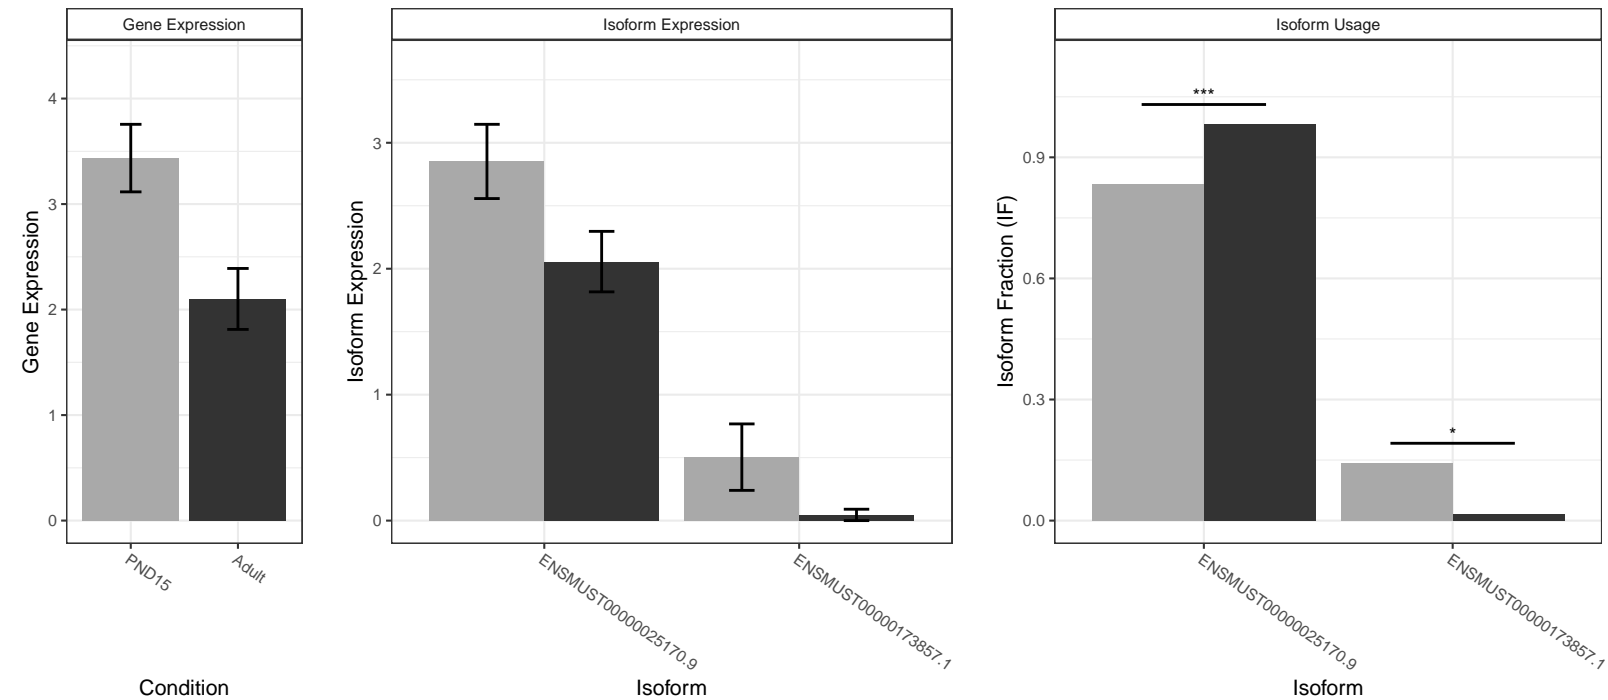 Gene Expression
Gene Expression
4
3
2
1
0
PND15
Adult
Condition
Isoform Expression
Isoform Expression
3
2
1
0
ENSMUST00000025170.9
ENSMUST00000173857.1
Isoform
Isoform Usage
Isoform Fraction (IF)
0.9
0.6
0.3
0.0
***
*
ENSMUST00000025170.9
ENSMUST00000173857.1
Isoform